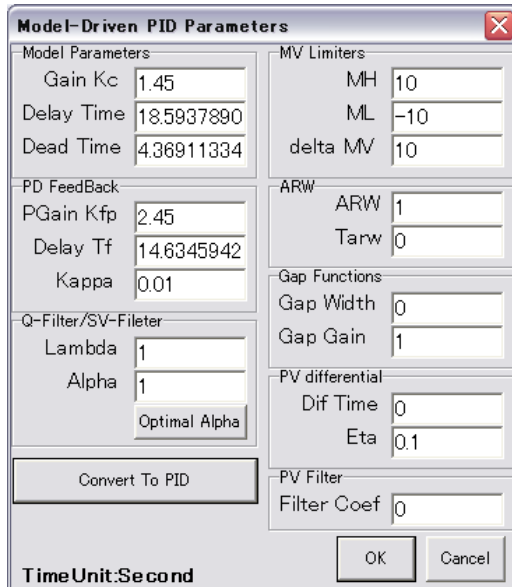 Model-Driven PID Parameters
Model Parameters
Gain Kc 1.45
Delay Time 18.5937890
Dead Time 4.36911334
PD FeedBack
PGain Kfp 2.45
Delay Tf 14.6345942
Kappa 0.01
Q-Filter/SV-Fileter
Lambda 1
Alpha 1
Optimal Alpha
Convert To PID
TimeUnit:Second
MV Limiters
MH 10
ML -10
delta MV 10
ARW
ARW 1
Tarw 0
Gap Functions
Gap Width 0
Gap Gain 1
PV differential
Dif Time 0
Eta 0.1
PV Filter
Filter Coef 0
OK
Cancel